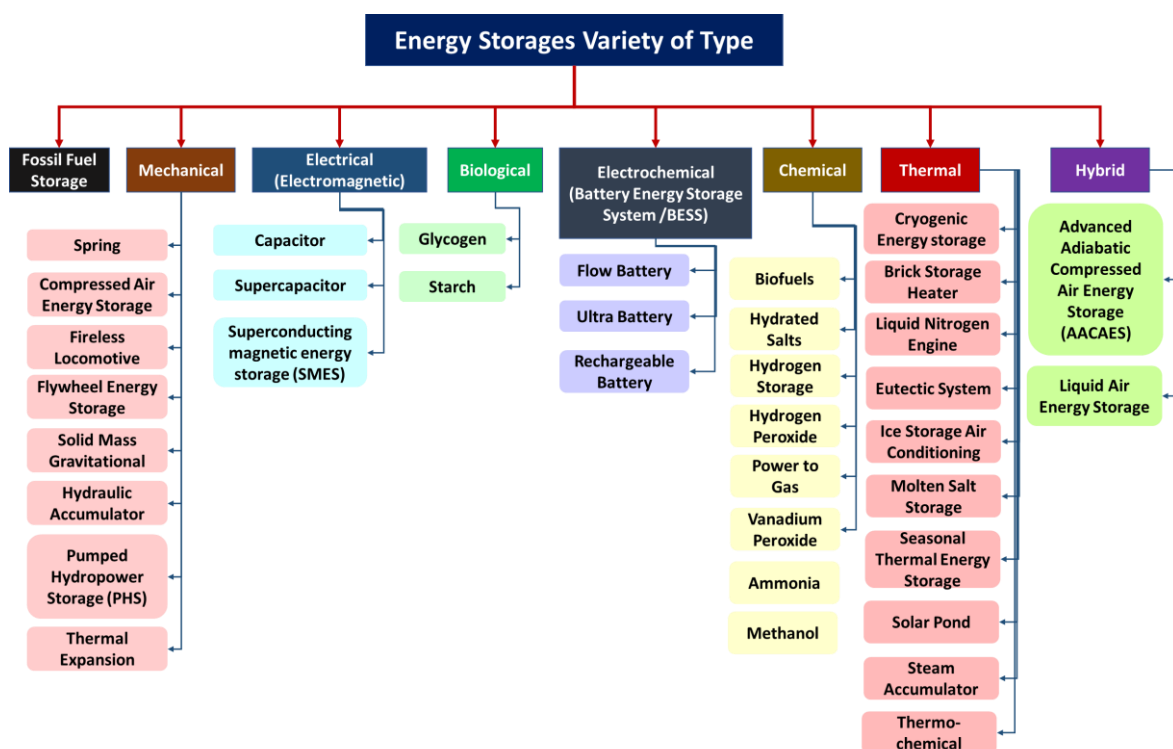 Energy Storages Variety of Type
Fossil Fuel
Storage
Mechanical
Spring
Compressed Air
Energy Storage
Fireless
Locomotive
Flywheel Energy
Storage
Solid Mass
Gravitational
Hydraulic
Accumulator
Pumped
Hydropower
Storage (PHS)
Thermal
Expansion
Electrical
(Electromagnetic)
Capacitor
Supercapacitor
Superconducting
magnetic energy
storage (SMES)
Biological
Glycogen
Starch
Electrochemical
(Battery Energy Storage
System /BESS)
Flow Battery
Ultra Battery
Rechargeable
Battery
Chemical
Biofuels
Hydrated
Salts
Hydrogen
Storage
Hydrogen
Peroxide
Power to
Gas
Vanadium
Peroxide
Ammonia
Methanol
Thermal
Cryogenic
Energy storage
Brick Storage
Heater
Liquid Nitrogen
Engine
Eutectic System
Ice Storage Air
Conditioning
Molten Salt
Storage
Seasonal
Thermal Energy
Storage
Solar Pond
Steam
Accumulator
Thermo-
chemical
Hybrid
Advanced
Adiabatic
Compressed
Air Energy
Storage
(AACAES)
Liquid Air
Energy Storage